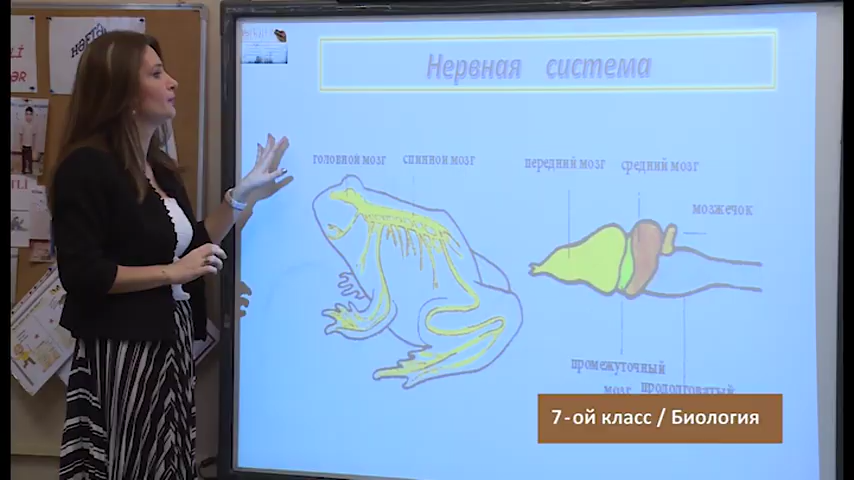 Нервная система
головной мозг спинной мозг
передний мозг средний мозг
мозжечок
промежуточный
мозг продолговатый
7-ой класс / Биология